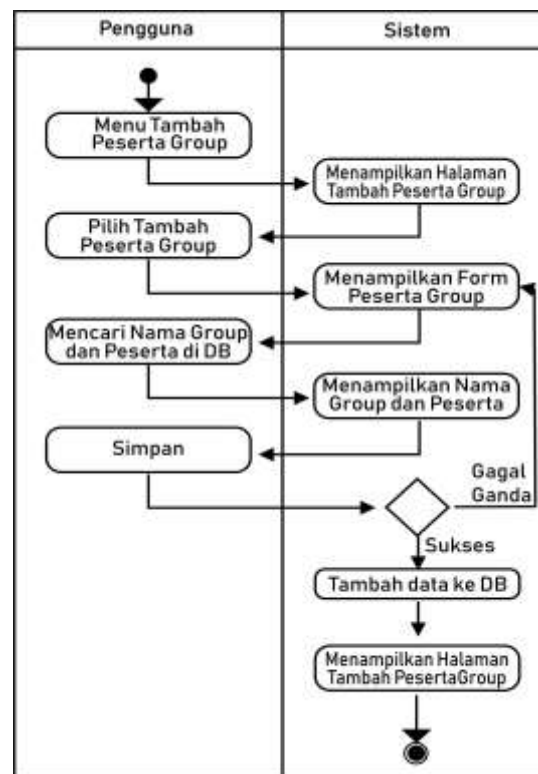 Pengguna
Sistem
Menu Tambah
Peserta Group
Menampilkan Halaman
Tambah Peserta Group
Pilih Tambah
Peserta Group
Menampilkan Form
Peserta Group
Mencari Nama Group
dan Peserta di DB
Menampilkan Nama
Group dan Peserta
Simpan
Gagal
Ganda
Sukses
Tambah data ke DB
Menampilkan Halaman
Tambah PesertaGroup